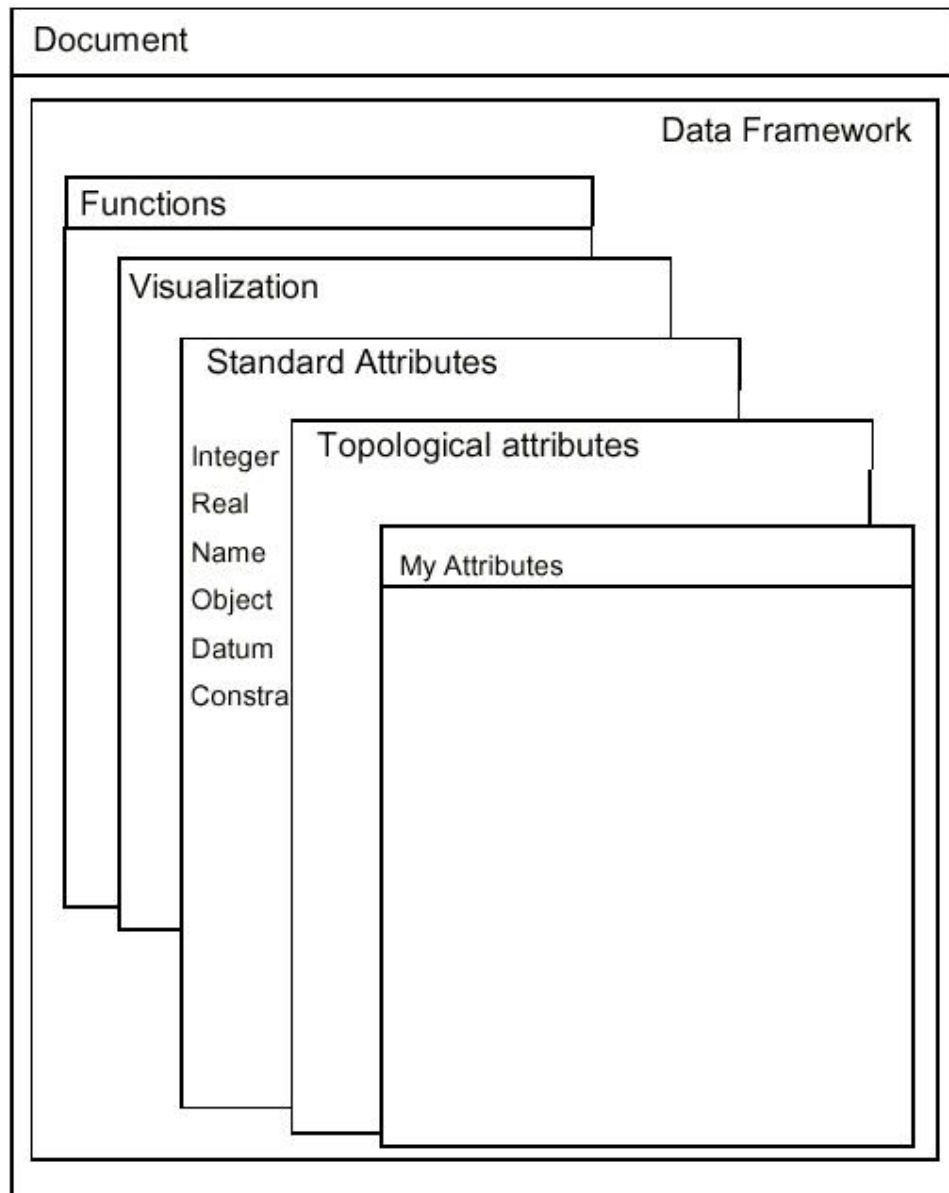 Document
Data Framework
Functions
Visualization
Standard Attributes
Topological attributes
Integer
Real
Name
Object
Datum
Constra
My Attributes